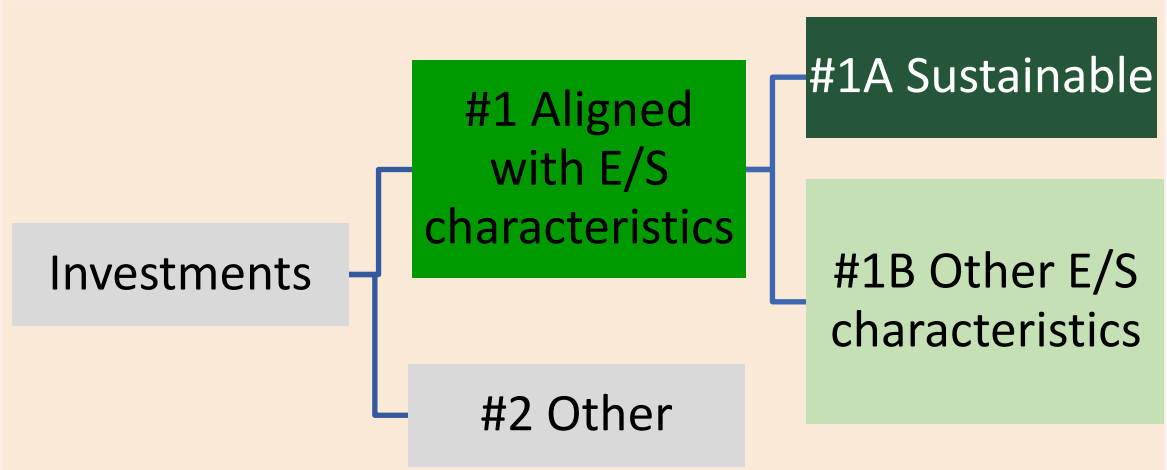 Investments
#1 Aligned
with E/S
characteristics
#2 Other
#1A Sustainable
#1B Other E/S
characteristics